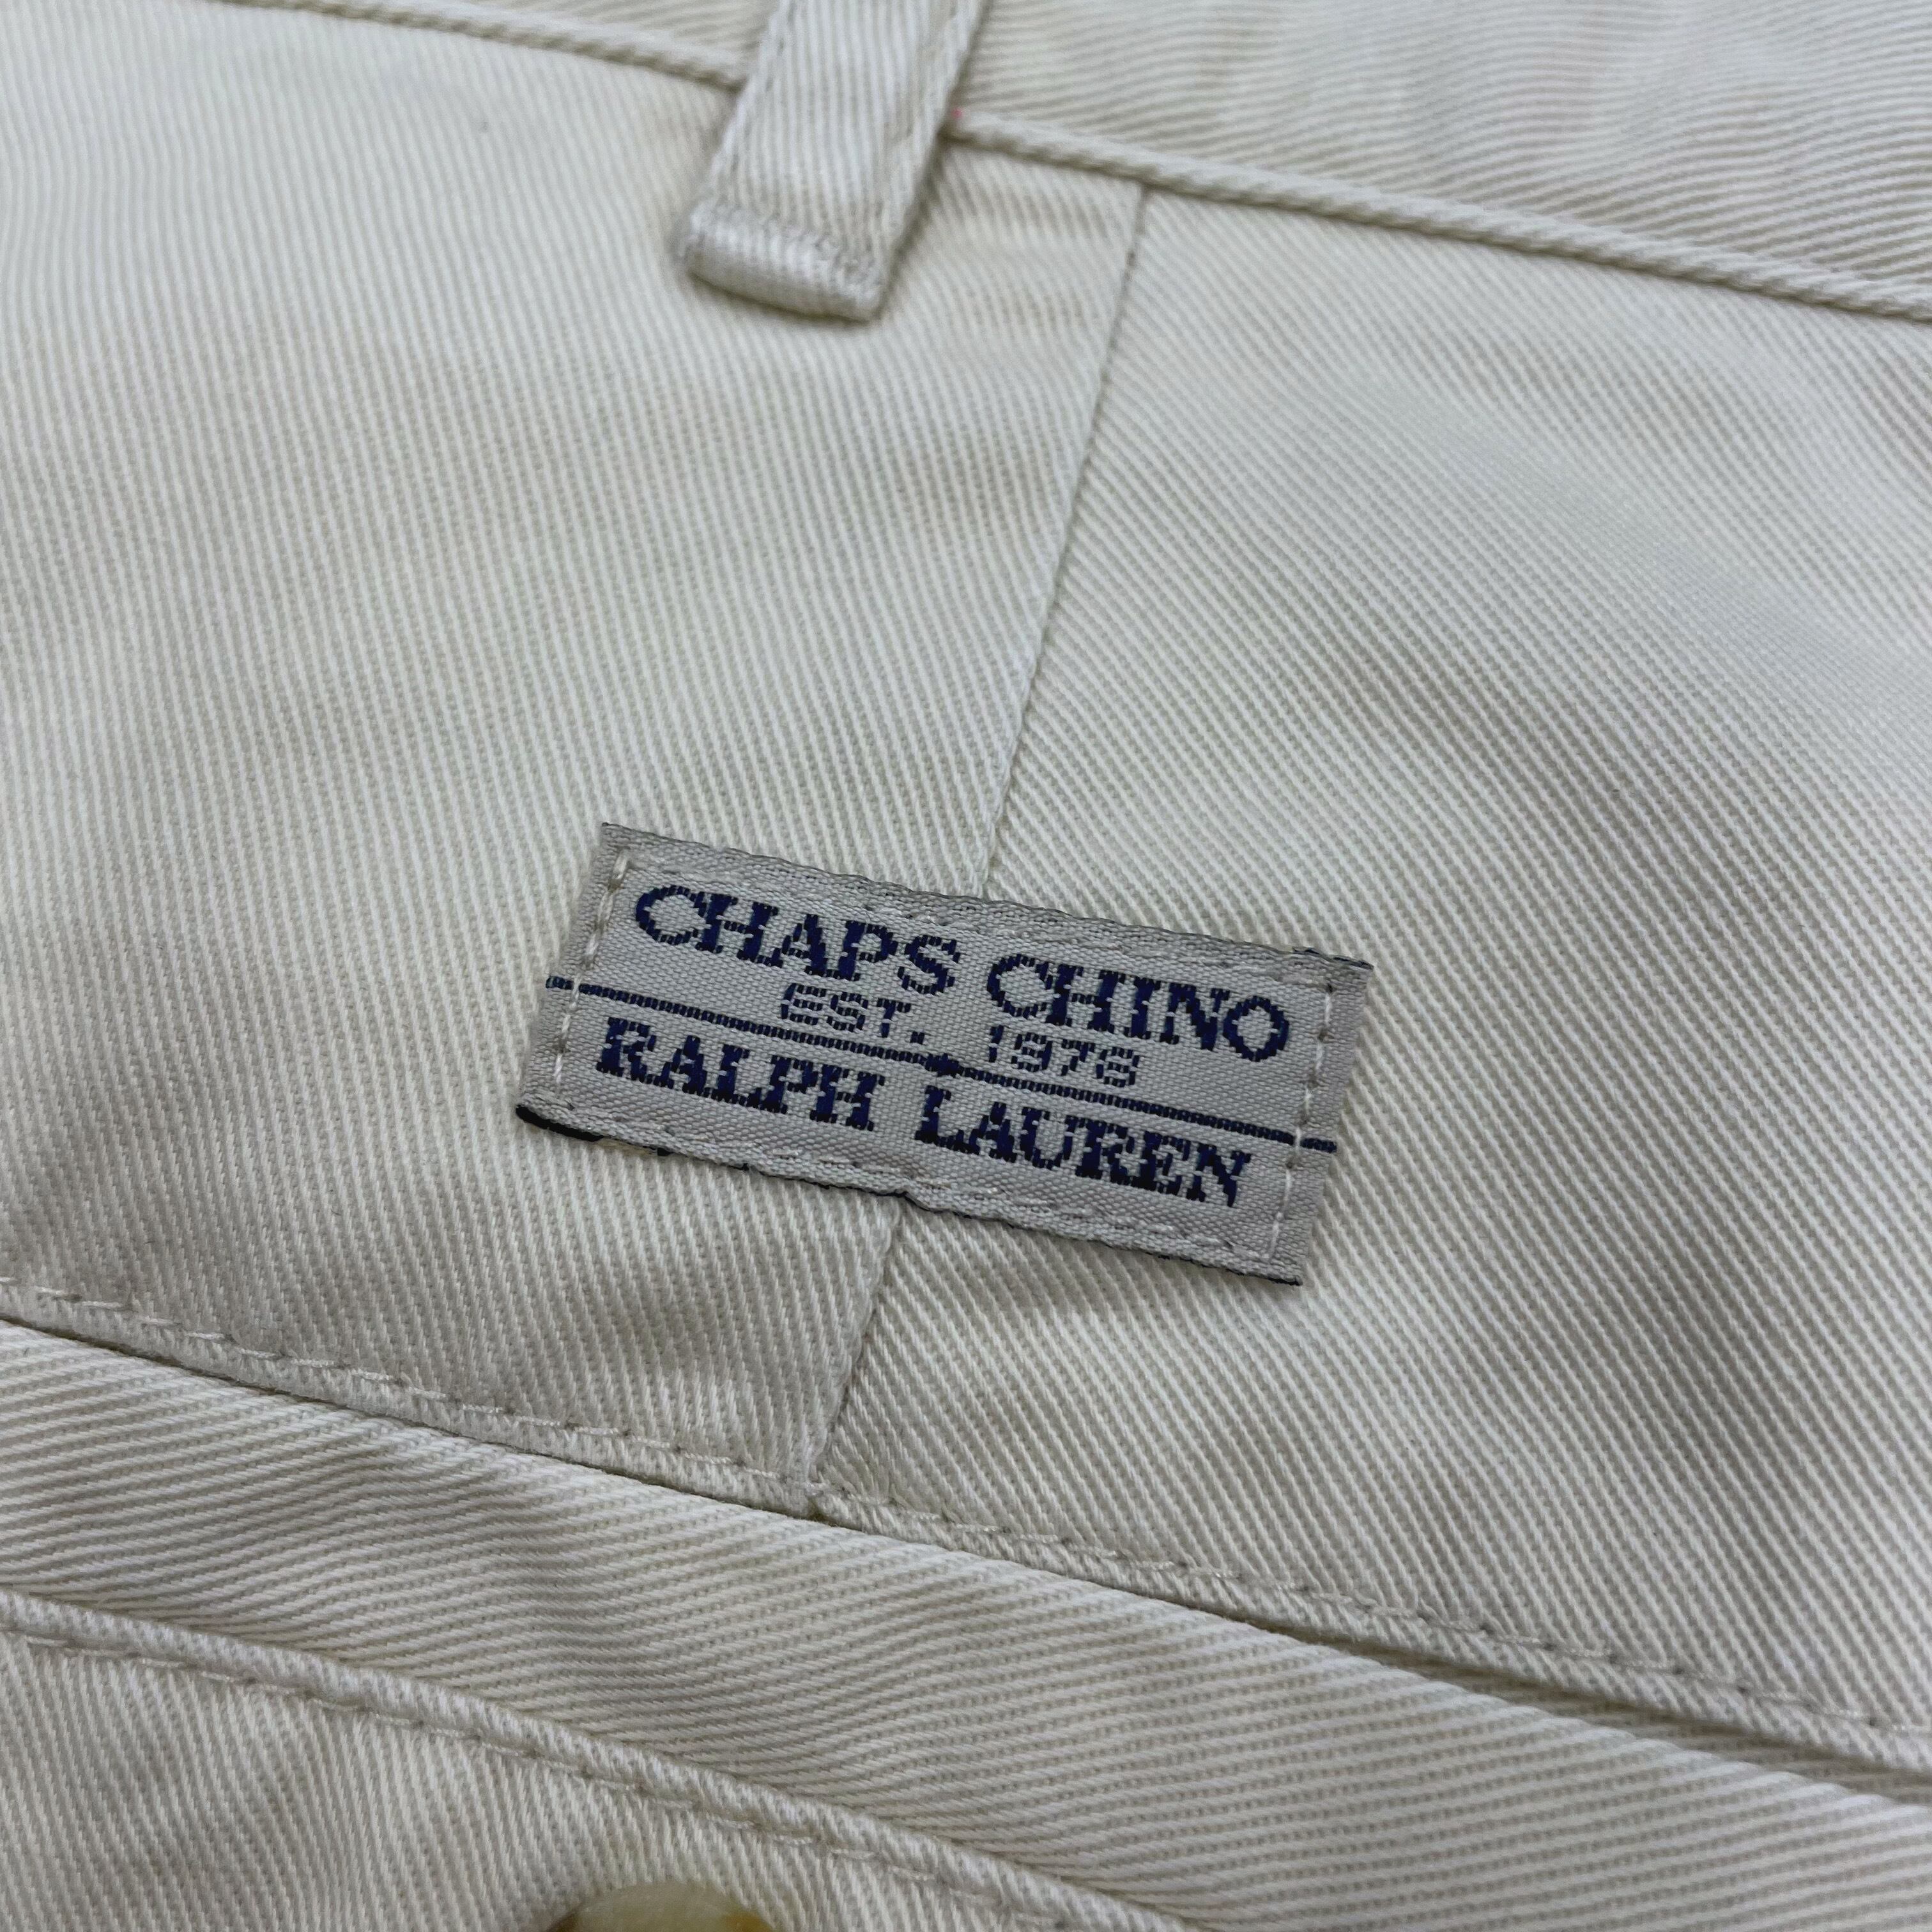 CHAPS CHINO
EST. 1978
RALPH LAUREN